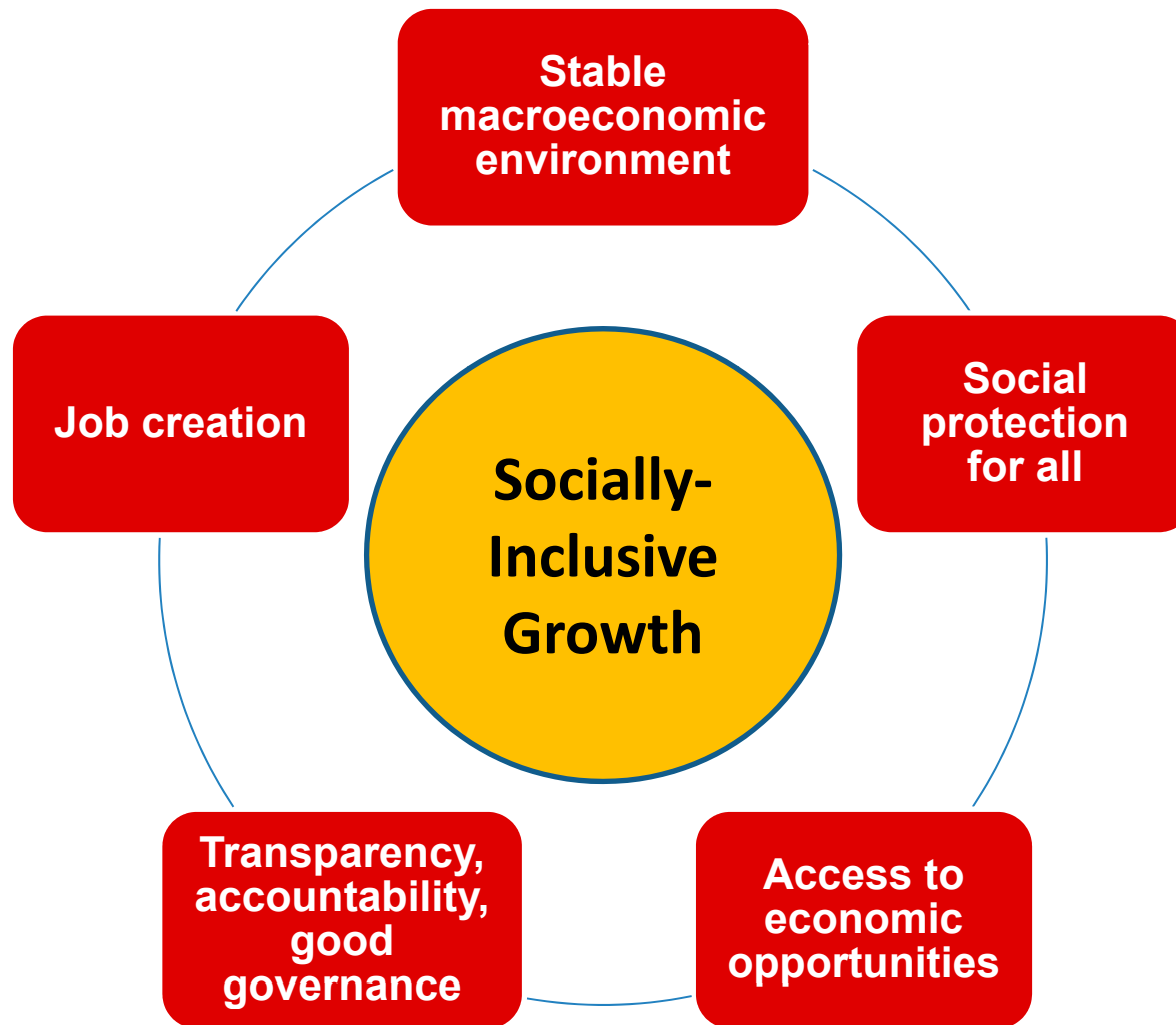 Stable
macroeconomic
environment
Job creation
Social
protection
for all
Socially-
Inclusive
Growth
Transparency,
accountability,
good
governance
Access to
economic
opportunities